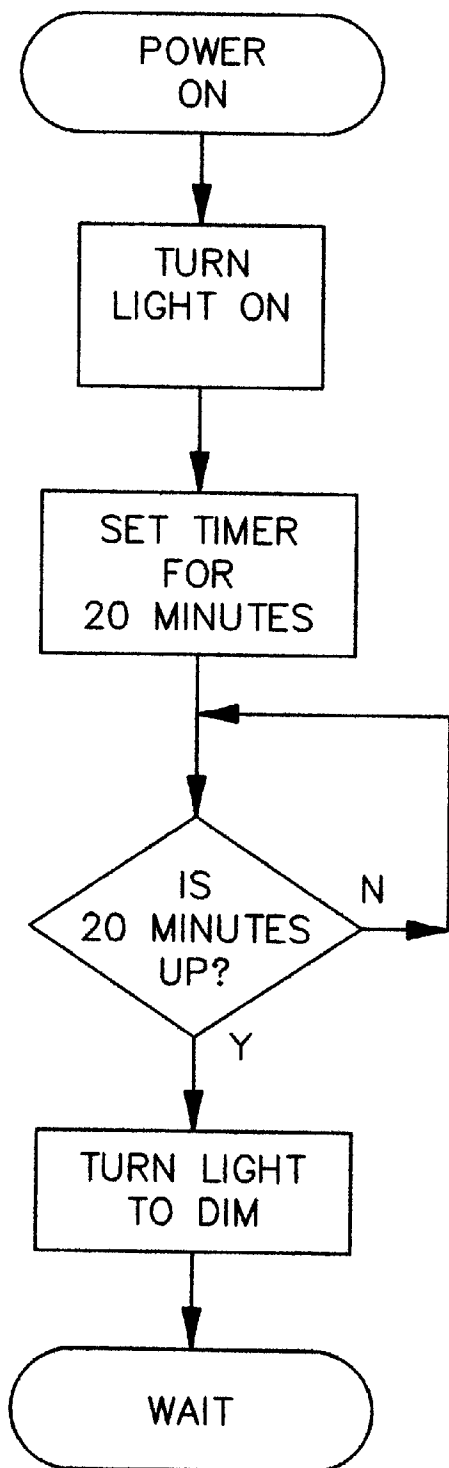 POWER
ON
TURN
LIGHT ON
SET TIMER
FOR
20 MINUTES
IS
20 MINUTES
UP?
N
Y
TURN LIGHT
TO DIM
WAIT